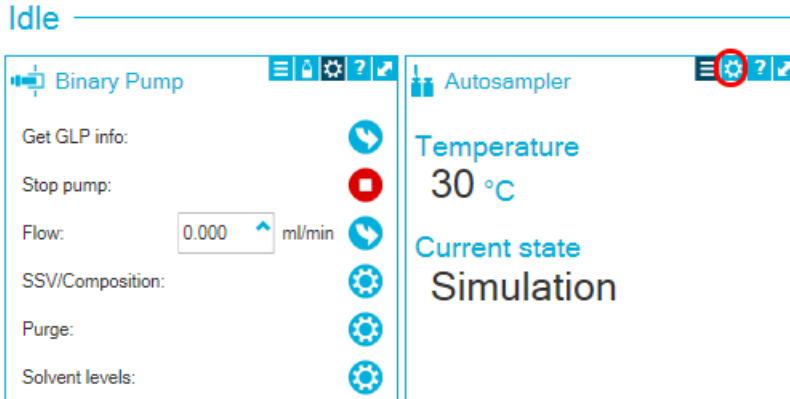 Idle
Binary Pump
?
Get GLP info:
Stop pump:
Flow: 0.000 ml/min
SSV/Composition:
Purge:
Solvent levels:
Autosampler
?
Temperature
30 °C
Current state
Simulation